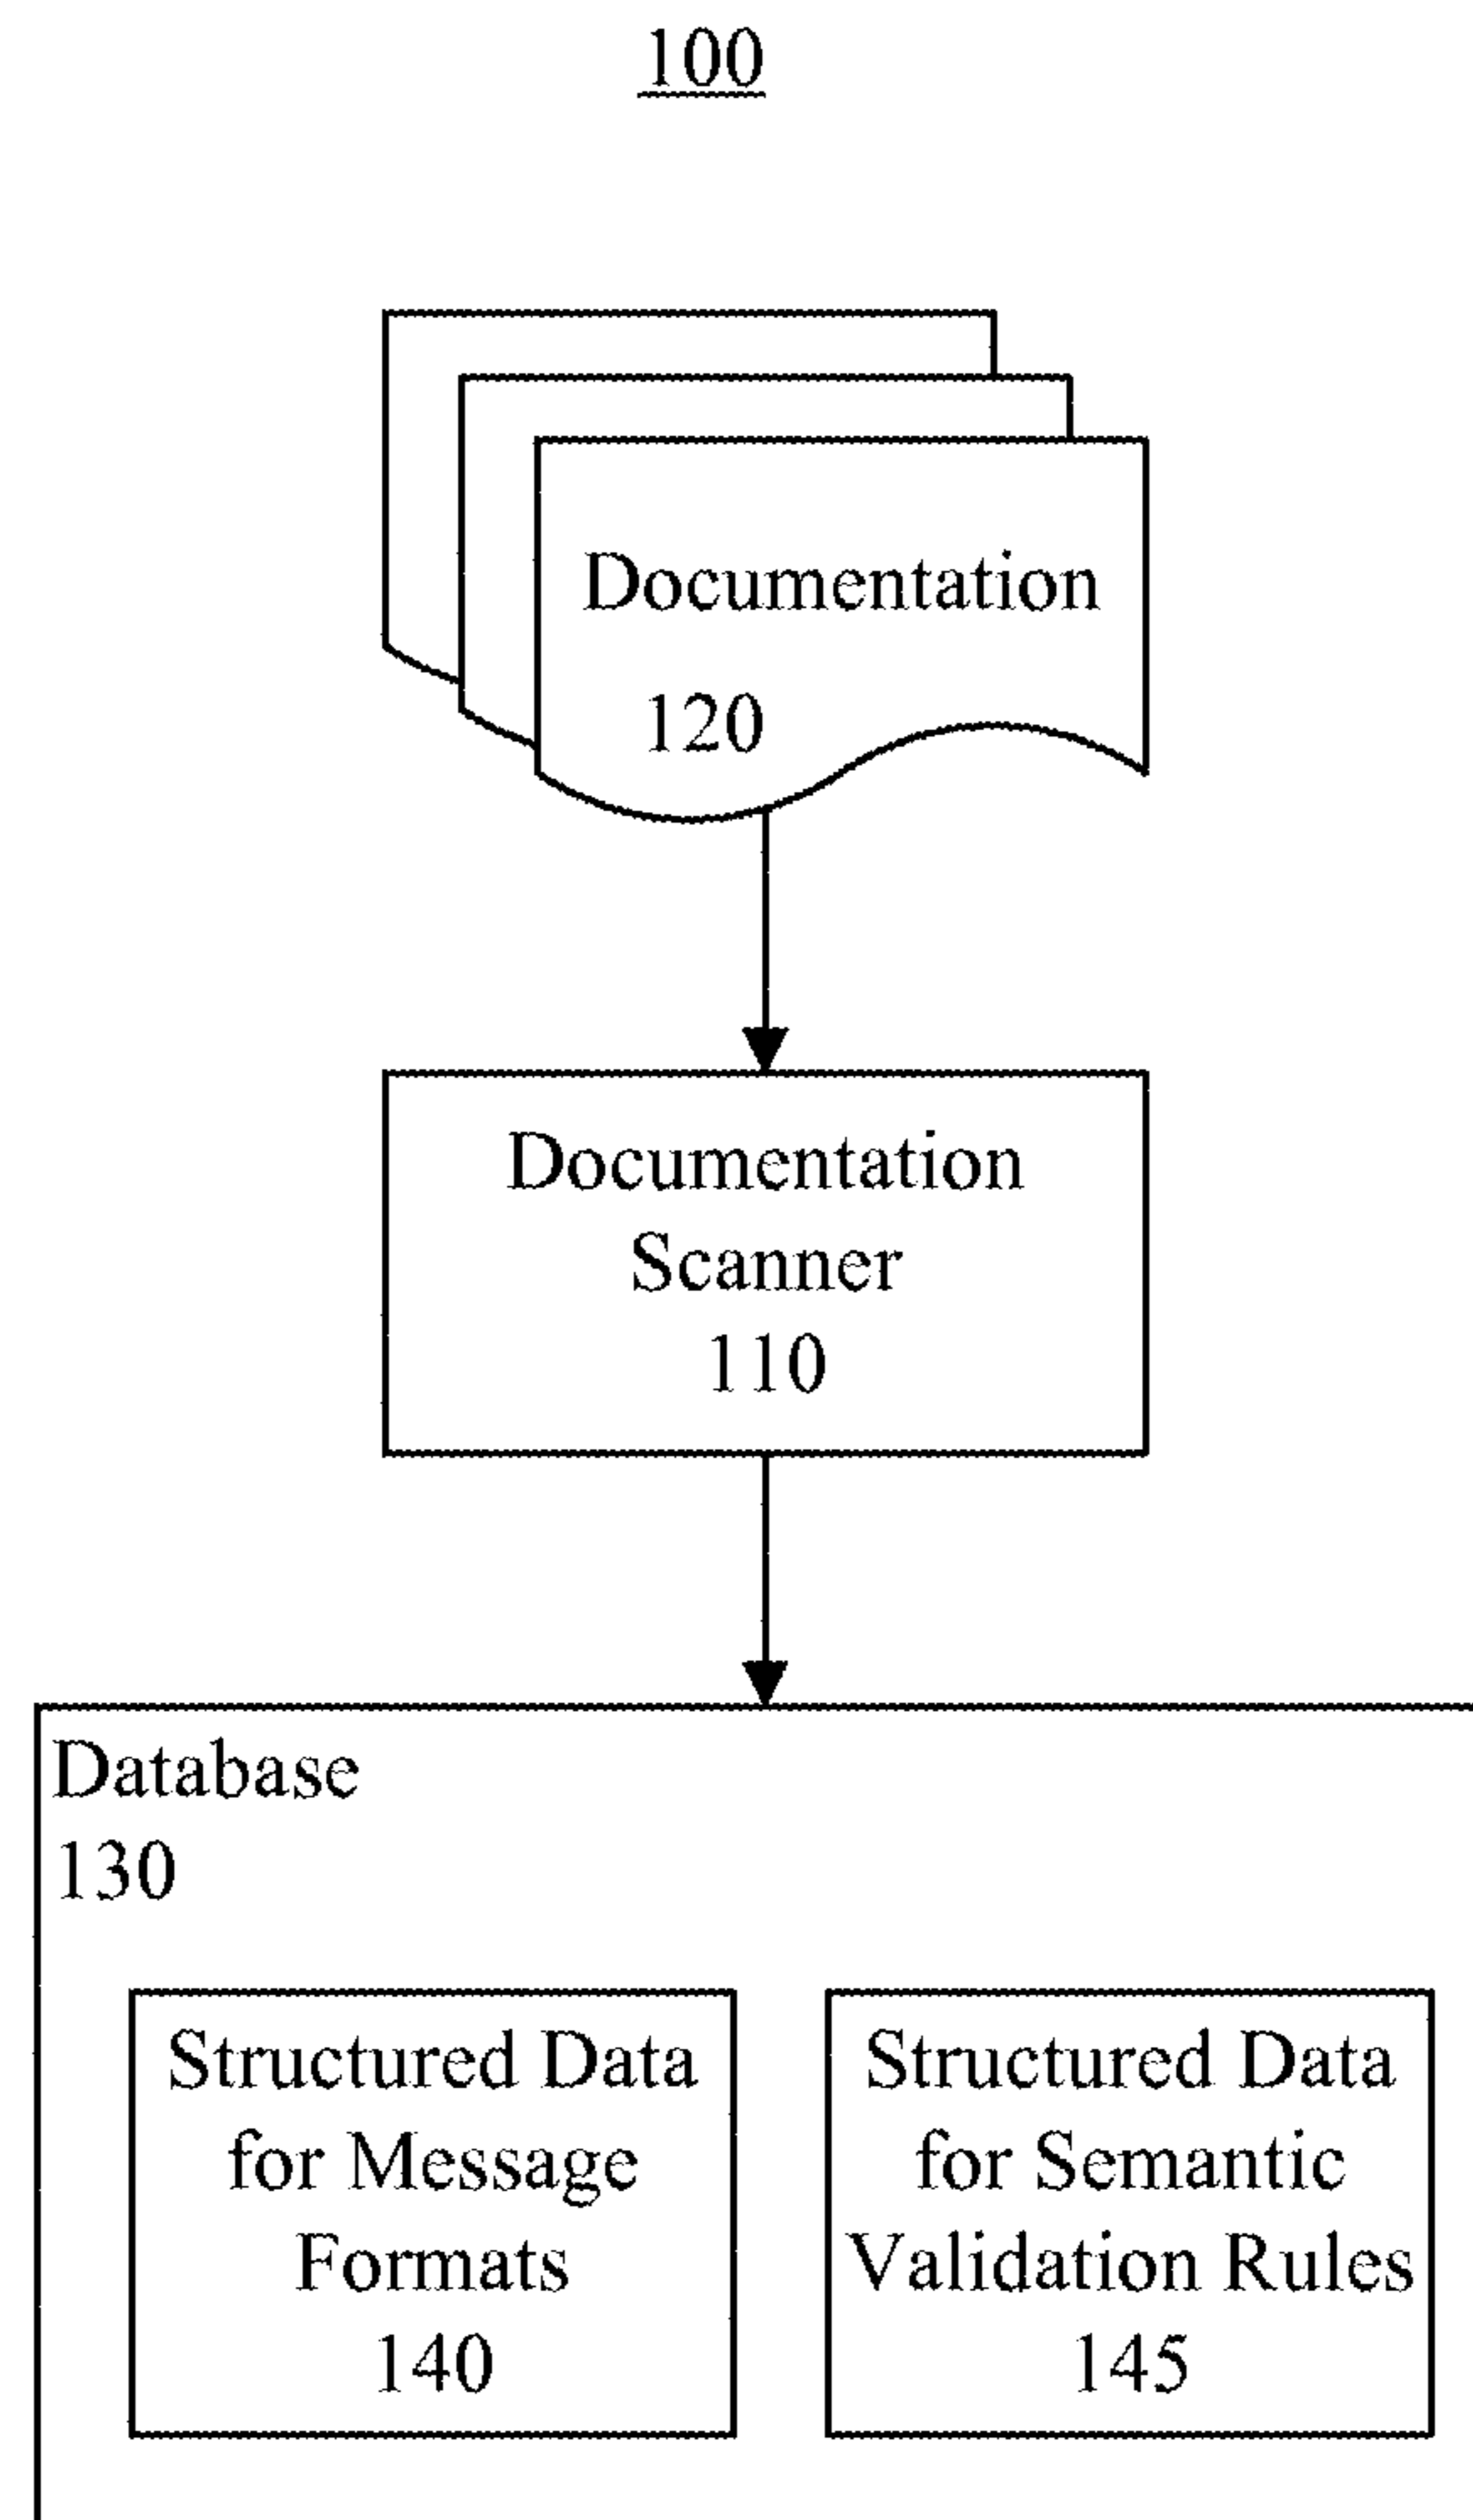 100
Documentation
120
Documentation
Scanner
110
Database
130
Structured Data
for Message
Formats
140
Structured Data
for Semantic
Validation Rules
145